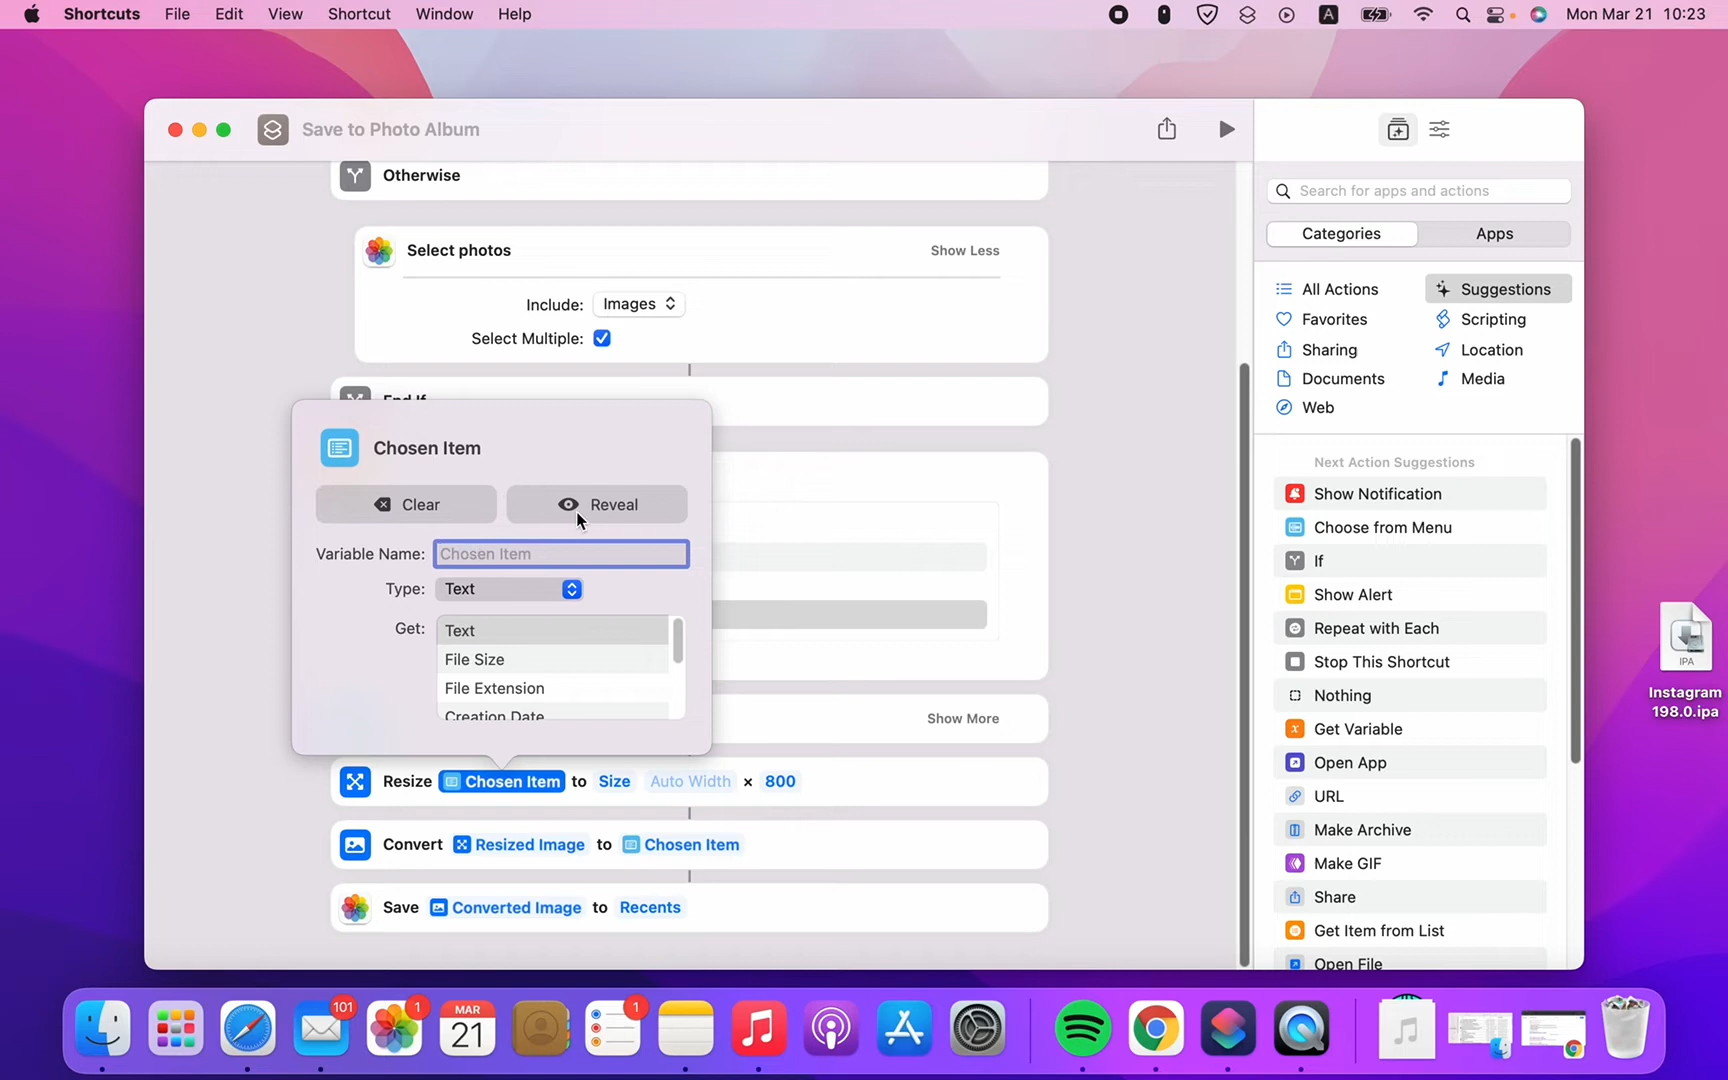 Shortcuts File Edit View Shortcut Window Help
A Mon Mar 21 10:23
Save to Photo Album
Otherwise
Select photos Show Less
Include: Images
Select Multiple:
Chosen Item
Clear Reveal
Variable Name: Chosen Item
Type: Text
Get: Text
File Size
File Extension
Creation Date
Show More
Resize Chosen Item to Size Auto Width × 800
Convert Resized Image to Chosen Item
Save Converted Image to Recents
Search for apps and actions
Categories Apps
All Actions Suggestions
Favorites Scripting
Sharing Location
Documents Media
Web
Next Action Suggestions
Show Notification
Choose from Menu
If
Show Alert
Repeat with Each
Stop This Shortcut
Nothing
Get Variable
Open App
URL
Make Archive
Make GIF
Share
Get Item from List
Open File
IPA
Instagram
198.0.ipa
101
1
MAR
21
1